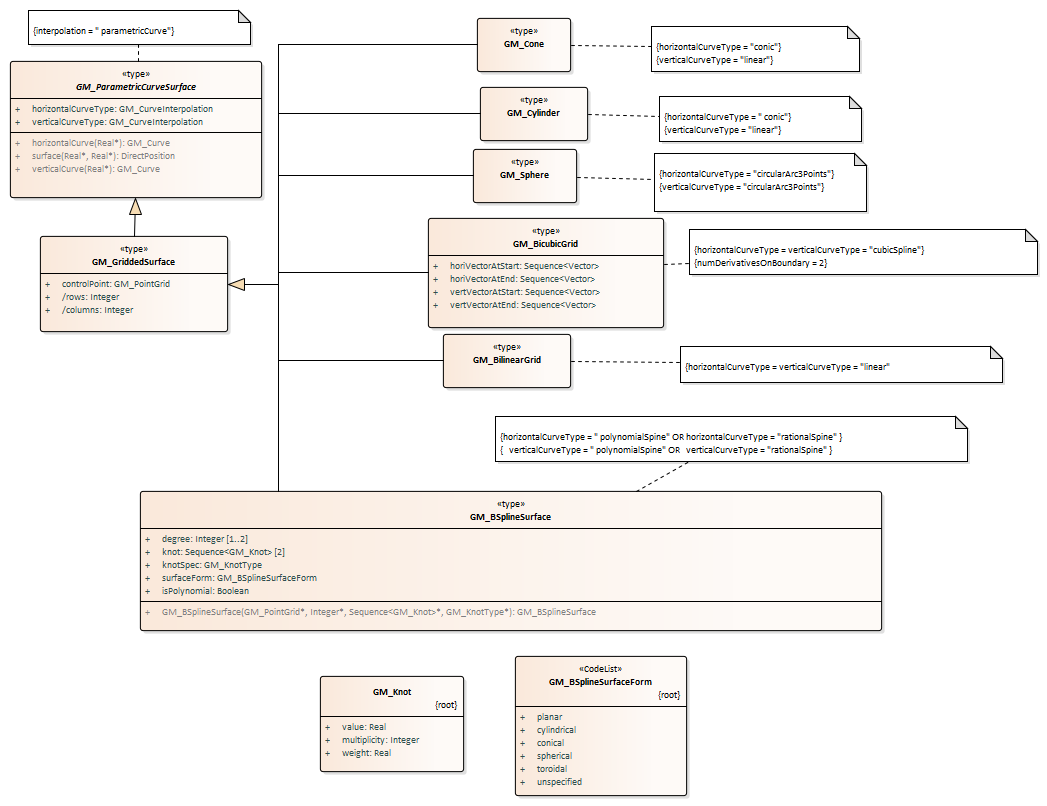 {interpolation = " parametricCurve"}
«type»
GM_ParametricCurveSurface
+ horizontalCurveType: GM_CurveInterpolation
+ verticalCurveType: GM_CurveInterpolation
+ horizontalCurve(Real*): GM_Curve
+ surface(Real*, Real*): DirectPosition
+ verticalCurve(Real*): GM_Curve
«type»
GM_GriddedSurface
+ controlPoint: GM_PointGrid
+ /rows: Integer
+ /columns: Integer
«type»
GM_Cone
{horizontalCurveType = "conic"}
{verticalCurveType = "linear"}
«type»
GM_Cylinder
{horizontalCurveType = " conic"}
{verticalCurveType = "linear"}
«type»
GM_Sphere
{horizontalCurveType = "circularArc3Points"}
{verticalCurveType = "circularArc3Points"}
«type»
GM_BicubicGrid
+ horiVectorAtStart: Sequence<Vector>
+ horiVectorAtEnd: Sequence<Vector>
+ vertVectorAtStart: Sequence<Vector>
+ vertVectorAtEnd: Sequence<Vector>
{horizontalCurveType = verticalCurveType = "cubicSpline"}
{numDerivativesOnBoundary = 2}
«type»
GM_BilinearGrid
{horizontalCurveType = verticalCurveType = "linear"
{horizontalCurveType = " polynomialSpine" OR horizontalCurveType = "rationalSpine" }
{ verticalCurveType = " polynomialSpine" OR verticalCurveType = "rationalSpine" }
«type»
GM_BSplineSurface
+ degree: Integer [1..2]
+ knot: Sequence<GM_Knot> [2]
+ knotSpec: GM_KnotType
+ surfaceForm: GM_BSplineSurfaceForm
+ isPolynomial: Boolean
+ GM_BSplineSurface(GM_PointGrid*, Integer*, Sequence<GM_Knot>*, GM_KnotType*): GM_BSplineSurface
GM_Knot
{root}
+ value: Real
+ multiplicity: Integer
+ weight: Real
«CodeList»
GM_BSplineSurfaceForm
{root}
+ planar
+ cylindrical
+ conical
+ spherical
+ toroidal
+ unspecified